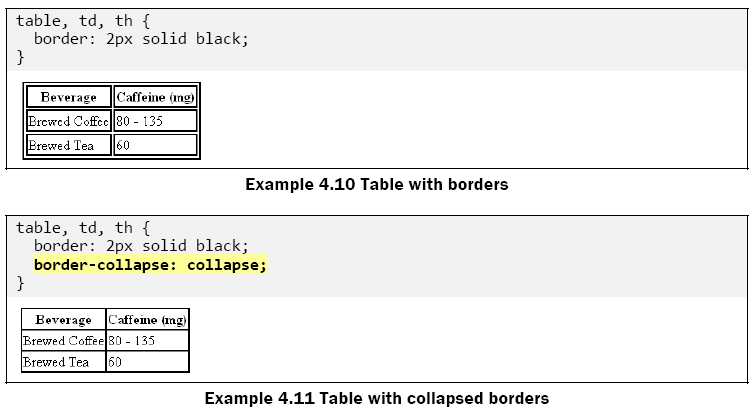 table, td, th {
border: 2px solid black;
}
Beverage Caffeine (mg)
Brewed Coffee 80 - 135
Brewed Tea 60
Example 4.10 Table with borders
table, td, th {
border: 2px solid black;
border-collapse: collapse;
}
Beverage Caffeine (mg)
Brewed Coffee 80 - 135
Brewed Tea 60
Example 4.11 Table with collapsed borders